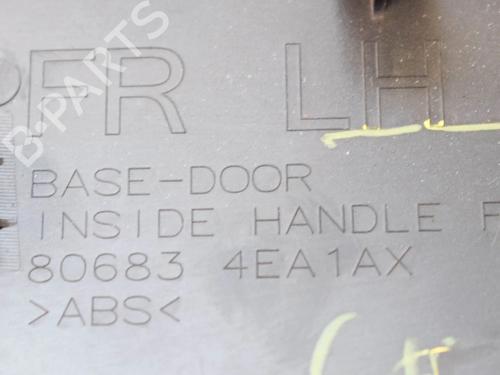 FR LH
BASE-DOOR
INSIDE HANDLE F
80683 4EA1AX
>ABS<
B-PARTS